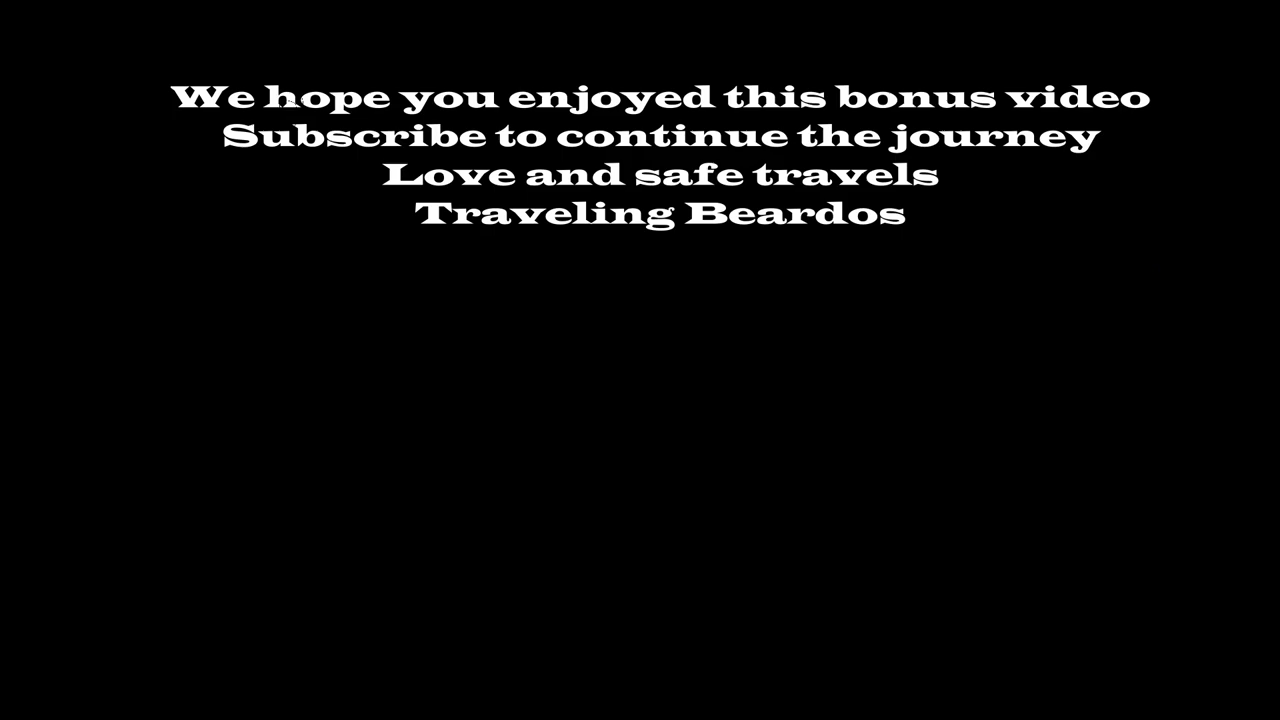 We hope you enjoyed this bonus video
Subscribe to continue the journey
Love and safe travels
Traveling Beardos